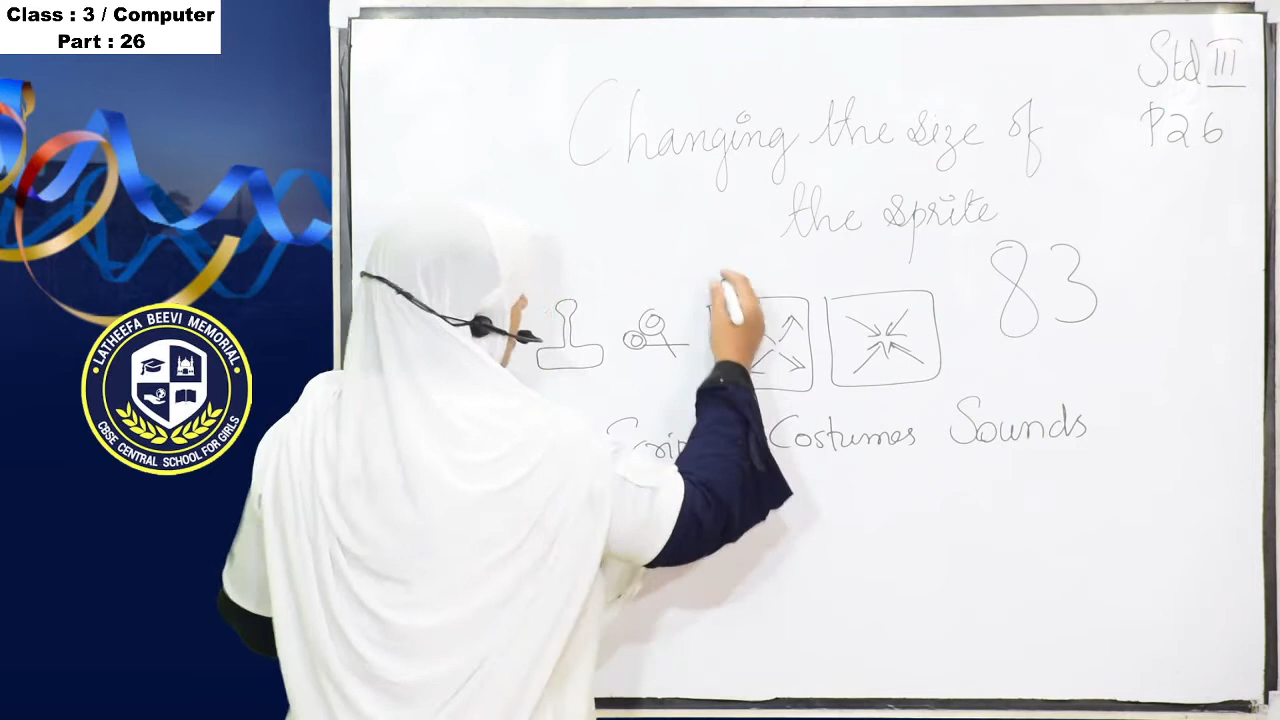 Class : 3 / Computer
Part : 26
Std III
P26
Changing the size of
the sprite
83
Costumes Sounds
LATHEEFA BEEVI MEMORIAL
CBSE CENTRAL SCHOOL FOR GIRLS